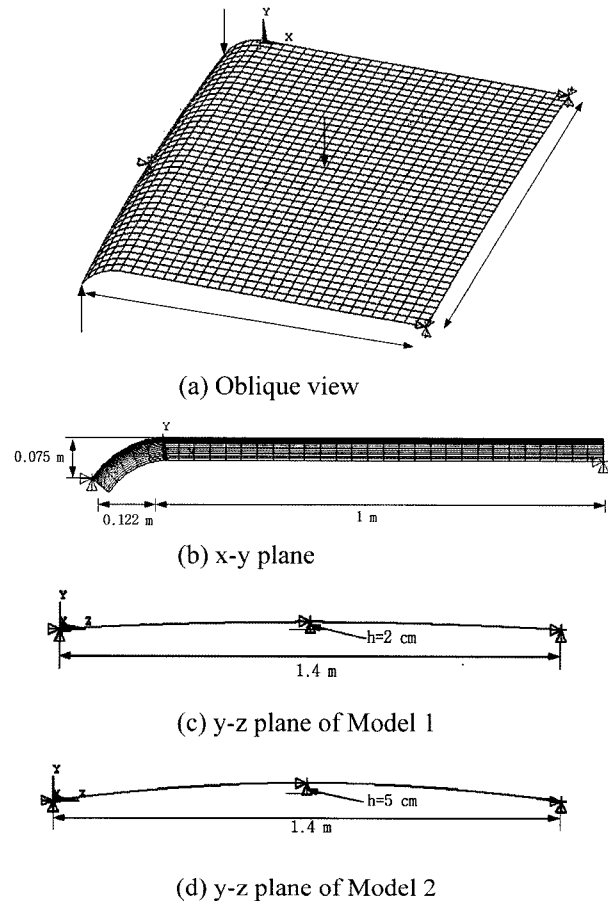 Y
X
(a) Oblique view
Y
0.075 m
0.122 m
1 m
(b) x-y plane
Y
X Z
h=2 cm
1.4 m
(c) y-z plane of Model 1
Y
X Z
h=5 cm
1.4 m
(d) y-z plane of Model 2